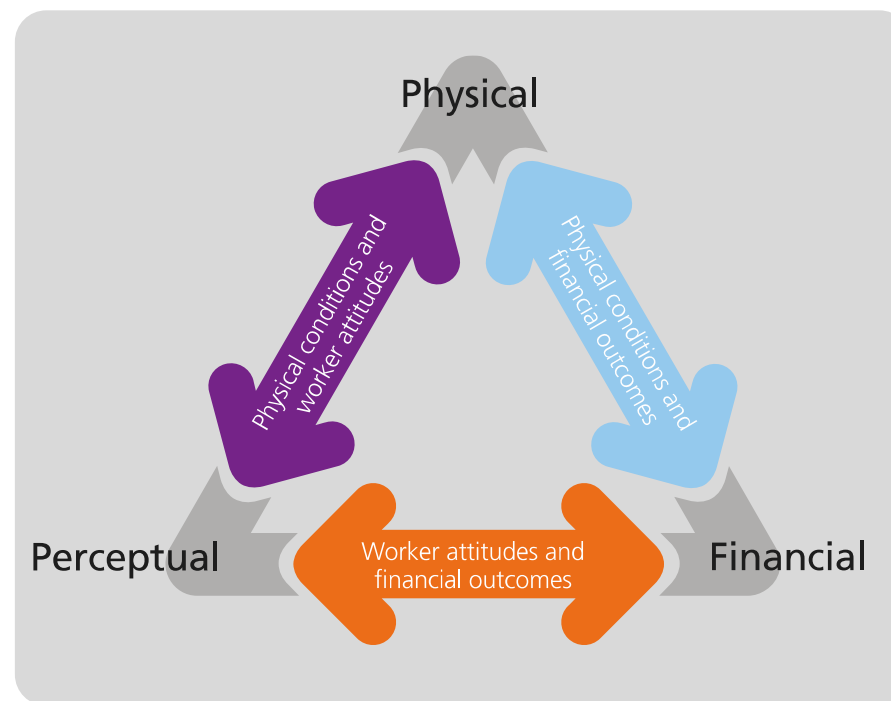 Physical
Physical conditions and
worker attitudes
Physical conditions and
financial outcomes
Perceptual
Worker attitudes and
financial outcomes
Financial